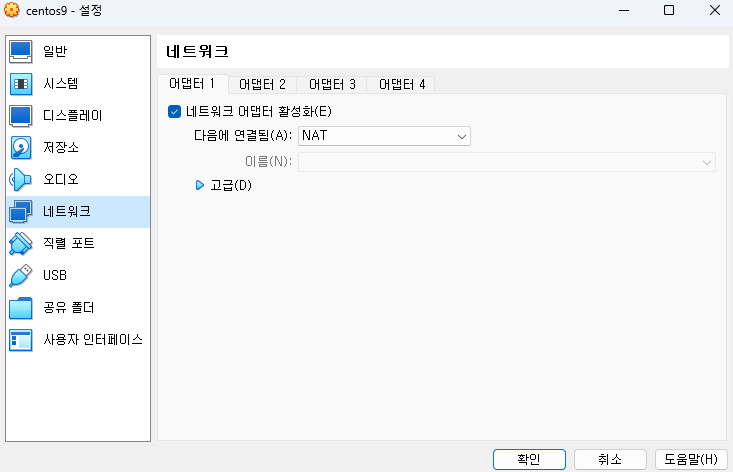 centos9 - 설정
일반
시스템
디스플레이
저장소
오디오
네트워크
직렬 포트
USB
공유 폴더
사용자 인터페이스
네트워크
어댑터 1 어댑터 2 어댑터 3 어댑터 4
네트워크 어댑터 활성화(E)
다음에 연결됨(A): NAT
이름(N):
고급(D)
확인 취소 도움말(H)